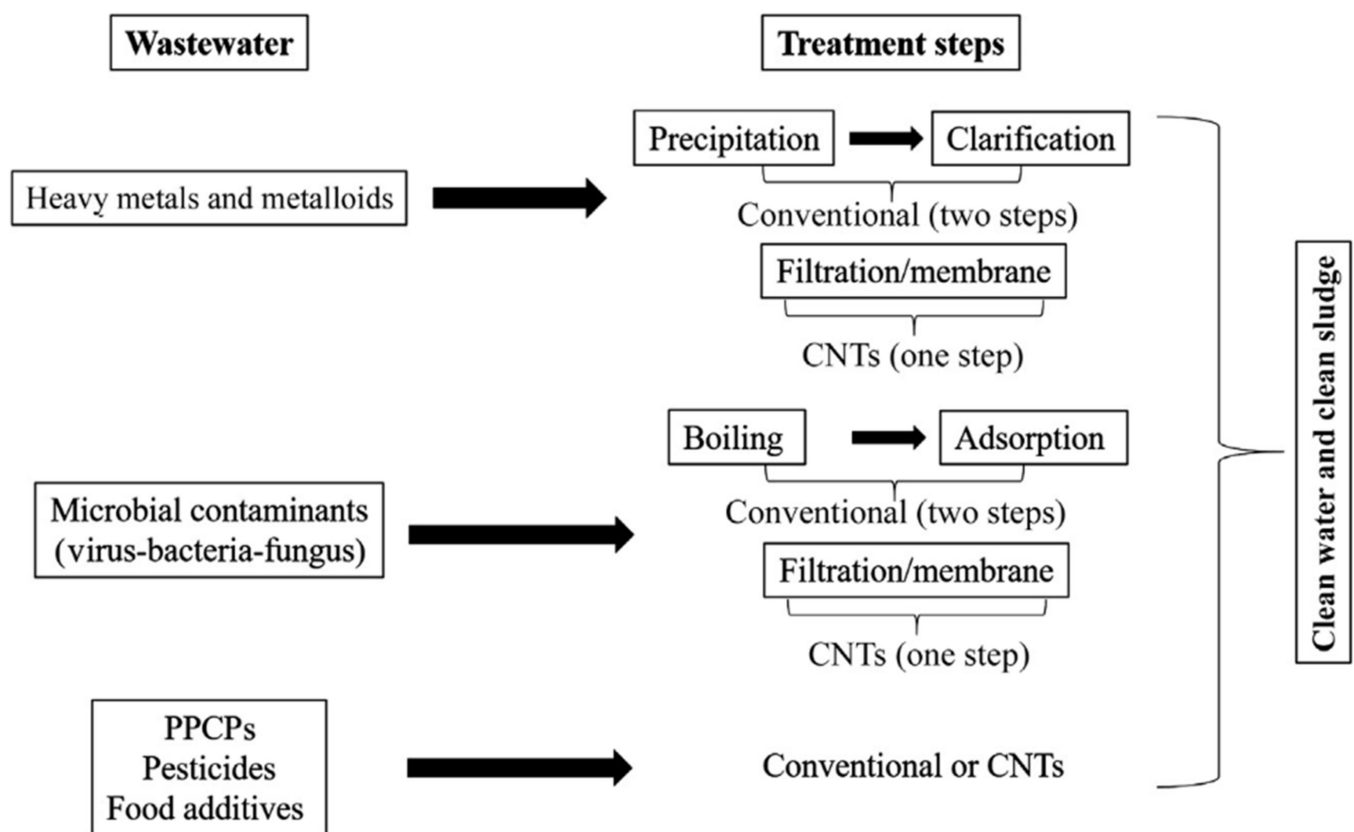 Wastewater
Treatment steps
Heavy metals and metalloids
Precipitation
Clarification
Conventional (two steps)
Filtration/membrane
CNTs (one step)
Microbial contaminants
(virus-bacteria-fungus)
Boiling
Adsorption
Conventional (two steps)
Filtration/membrane
CNTs (one step)
PPCPs
Pesticides
Food additives
Conventional or CNTs
Clean water and clean sludge